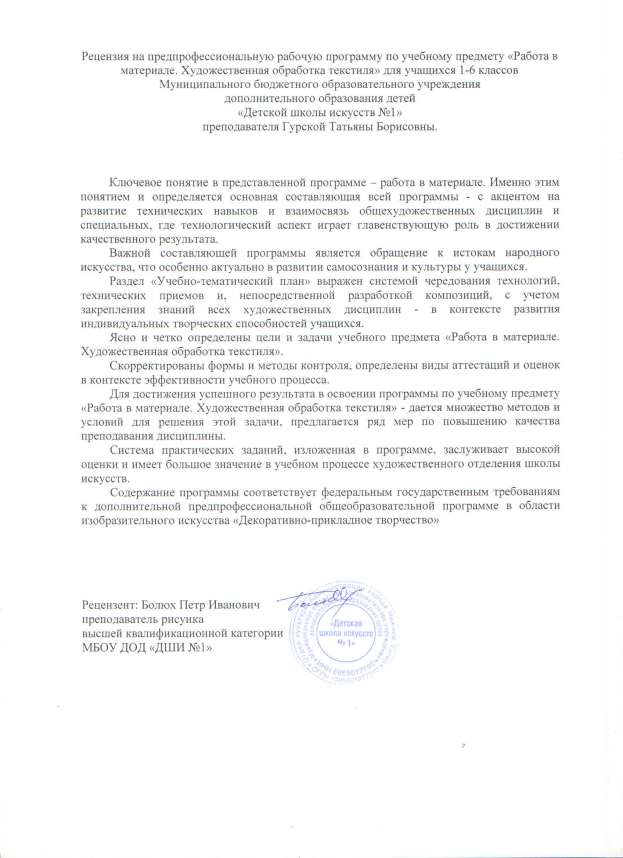 Рецензия на предпрофессиональную рабочую программу по учебному предмету «Работа в
материале. Художественная обработка текстиля» для учащихся 1-6 классов
Муниципального бюджетного образовательного учреждения
дополнительного образования детей
«Детской школы искусств №1»
преподавателя Гурской Татьяны Борисовны.
Ключевое понятие в представленной программе – работа в материале. Именно этим
понятием и определяется основная составляющая всей программы - с акцентом на
развитие технических навыков и взаимосвязь общехудожественных дисциплин и
специальных, где технологический аспект играет главенствующую роль в достижении
качественного результата.
Важной составляющей программы является обращение к истокам народного
искусства, что особенно актуально в развитии самосознания и культуры у учащихся.
Раздел «Учебно-тематический план» выражен системой чередования технологий,
технических приемов и, непосредственной разработкой композиций, с учетом
закрепления знаний всех художественных дисциплин - в контексте развития
индивидуальных творческих способностей учащихся.
Ясно и четко определены цели и задачи учебного предмета «Работа в материале.
Художественная обработка текстиля».
Скорректированы формы и методы контроля, определены виды аттестаций и оценок
в контексте эффективности учебного процесса.
Для достижения успешного результата в освоении программы по учебному предмету
«Работа в материале. Художественная обработка текстиля» - дается множество методов и
условий для решения этой задачи, предлагается ряд мер по повышению качества
преподавания дисциплины.
Система практических заданий, изложенная в программе, заслуживает высокой
оценки и имеет большое значение в учебном процессе художественного отделения школы
искусств.
Содержание программы соответствует федеральным государственным требованиям
к дополнительной предпрофессиональной общеобразовательной программе в области
изобразительного искусства «Декоративно-прикладное творчество»
Рецензент: Болюх Петр Иванович
преподаватель рисунка
высшей квалификационной категории
МБОУ ДОД «ДШИ №1»
«Детская
школа искусств
№ 1»